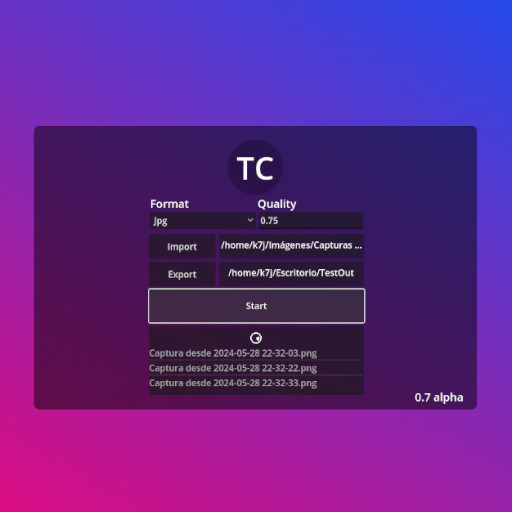 TC
Format Quality
Jpg 0.75
Import /home/k7j/Imágenes/Capturas ...
Export /home/k7j/Escritorio/TestOut
Start
Captura desde 2024-05-28 22-32-03.png
Captura desde 2024-05-28 22-32-22.png
Captura desde 2024-05-28 22-32-33.png
0.7 alpha